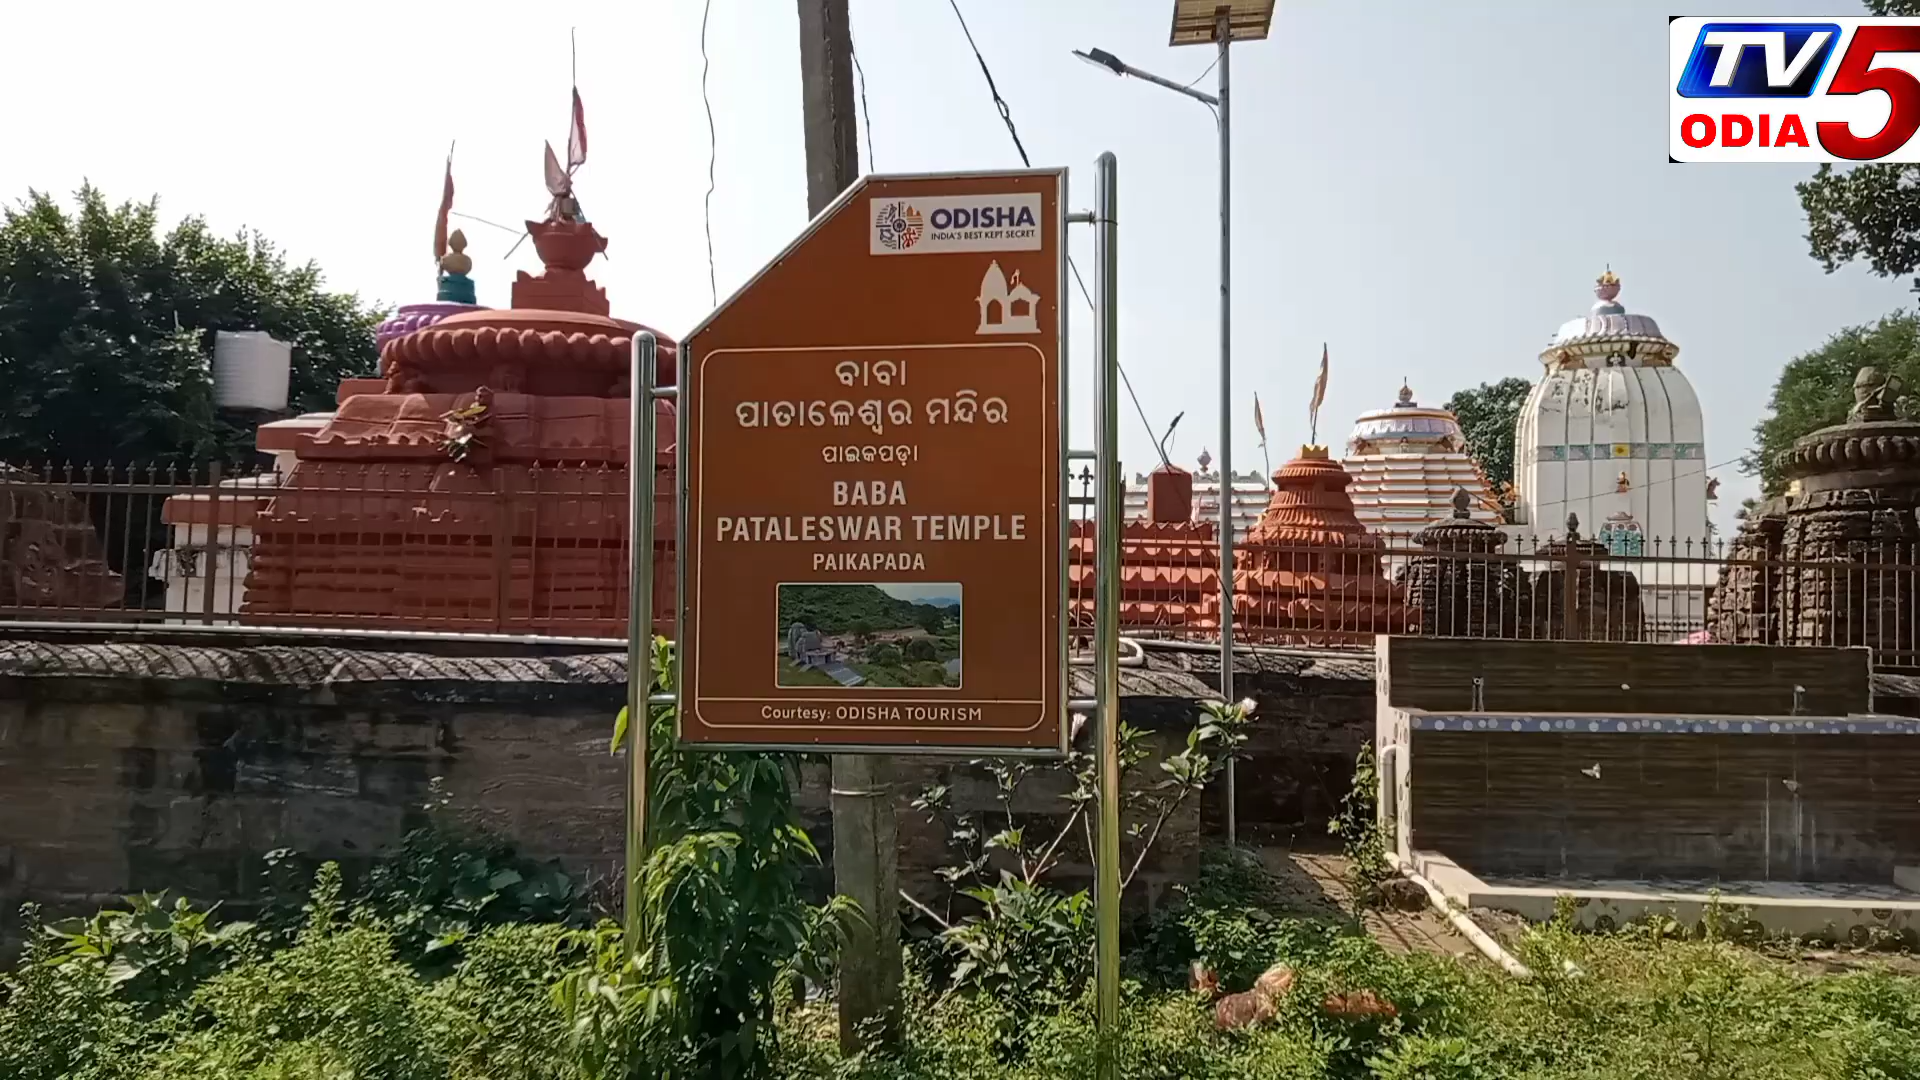 TV5
ODIA
ODISHA
INDIA'S BEST KEPT SECRET
ବାବା
ପାତାଳେଶ୍ୱର ମନ୍ଦିର
ପାଇକପଡ଼ା
BABA
PATALESWAR TEMPLE
PAIKAPADA
Courtesy: ODISHA TOURISM